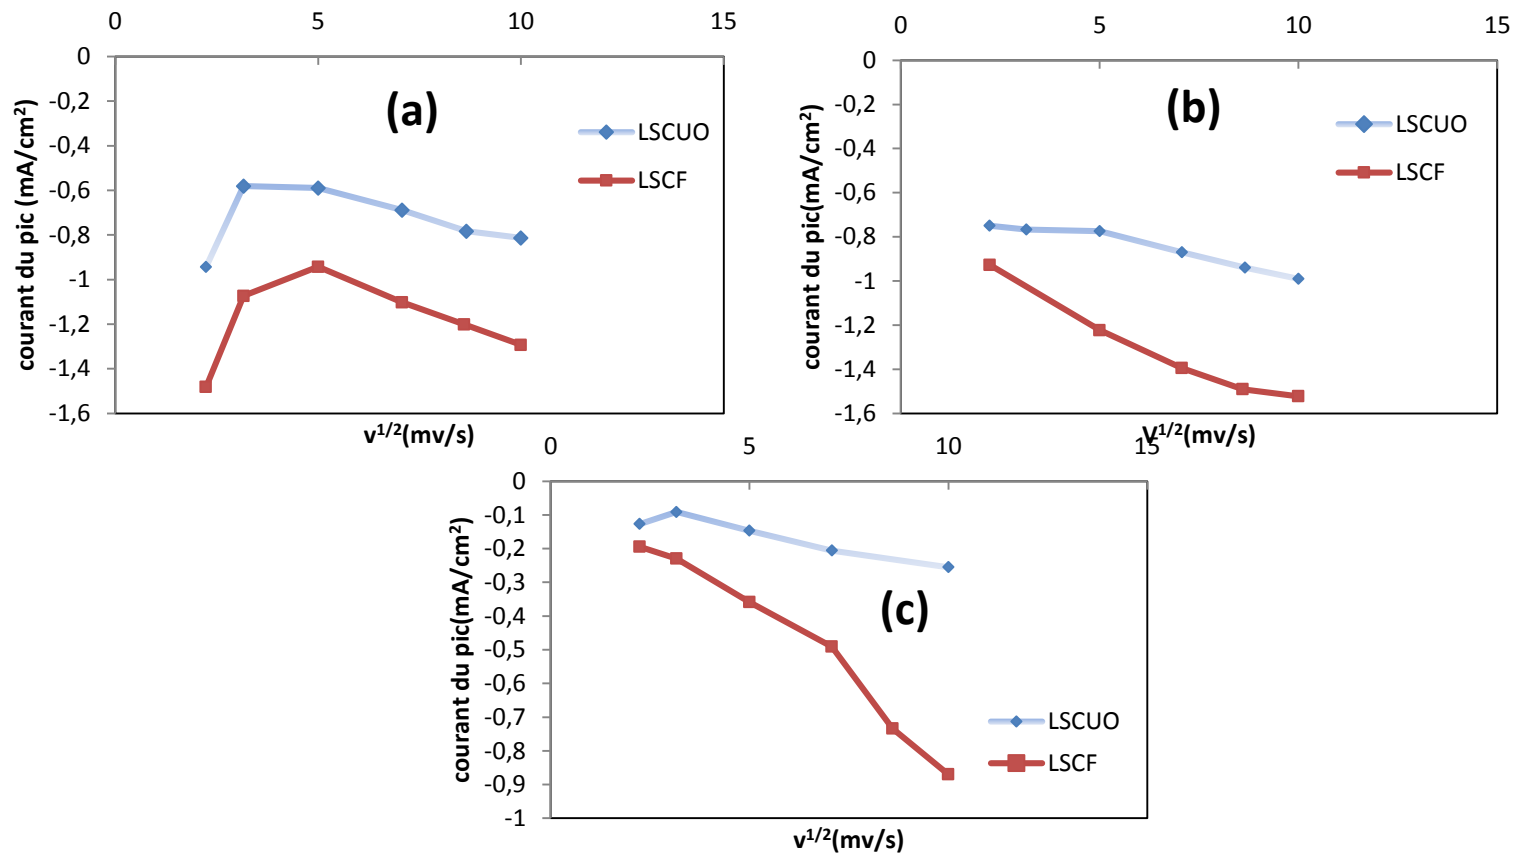 0 5 10 15
0
-0,2
-0,4
-0,6
-0,8
-1
-1,2
-1,4
-1,6
courant du pic (mA/cm²)
(a)
LSCUO
LSCF
v¹/²(mv/s)
0 5 10 15
0
-0,2
-0,4
-0,6
-0,8
-1
-1,2
-1,4
-1,6
courant du pic(mA/cm²)
(b)
LSCUO
LSCF
V¹/²(mv/s)
0 5 10 15
0
-0,1
-0,2
-0,3
-0,4
-0,5
-0,6
-0,7
-0,8
-0,9
-1
courant du pic(mA/cm²)
(c)
LSCUO
LSCF
v¹/²(mv/s)